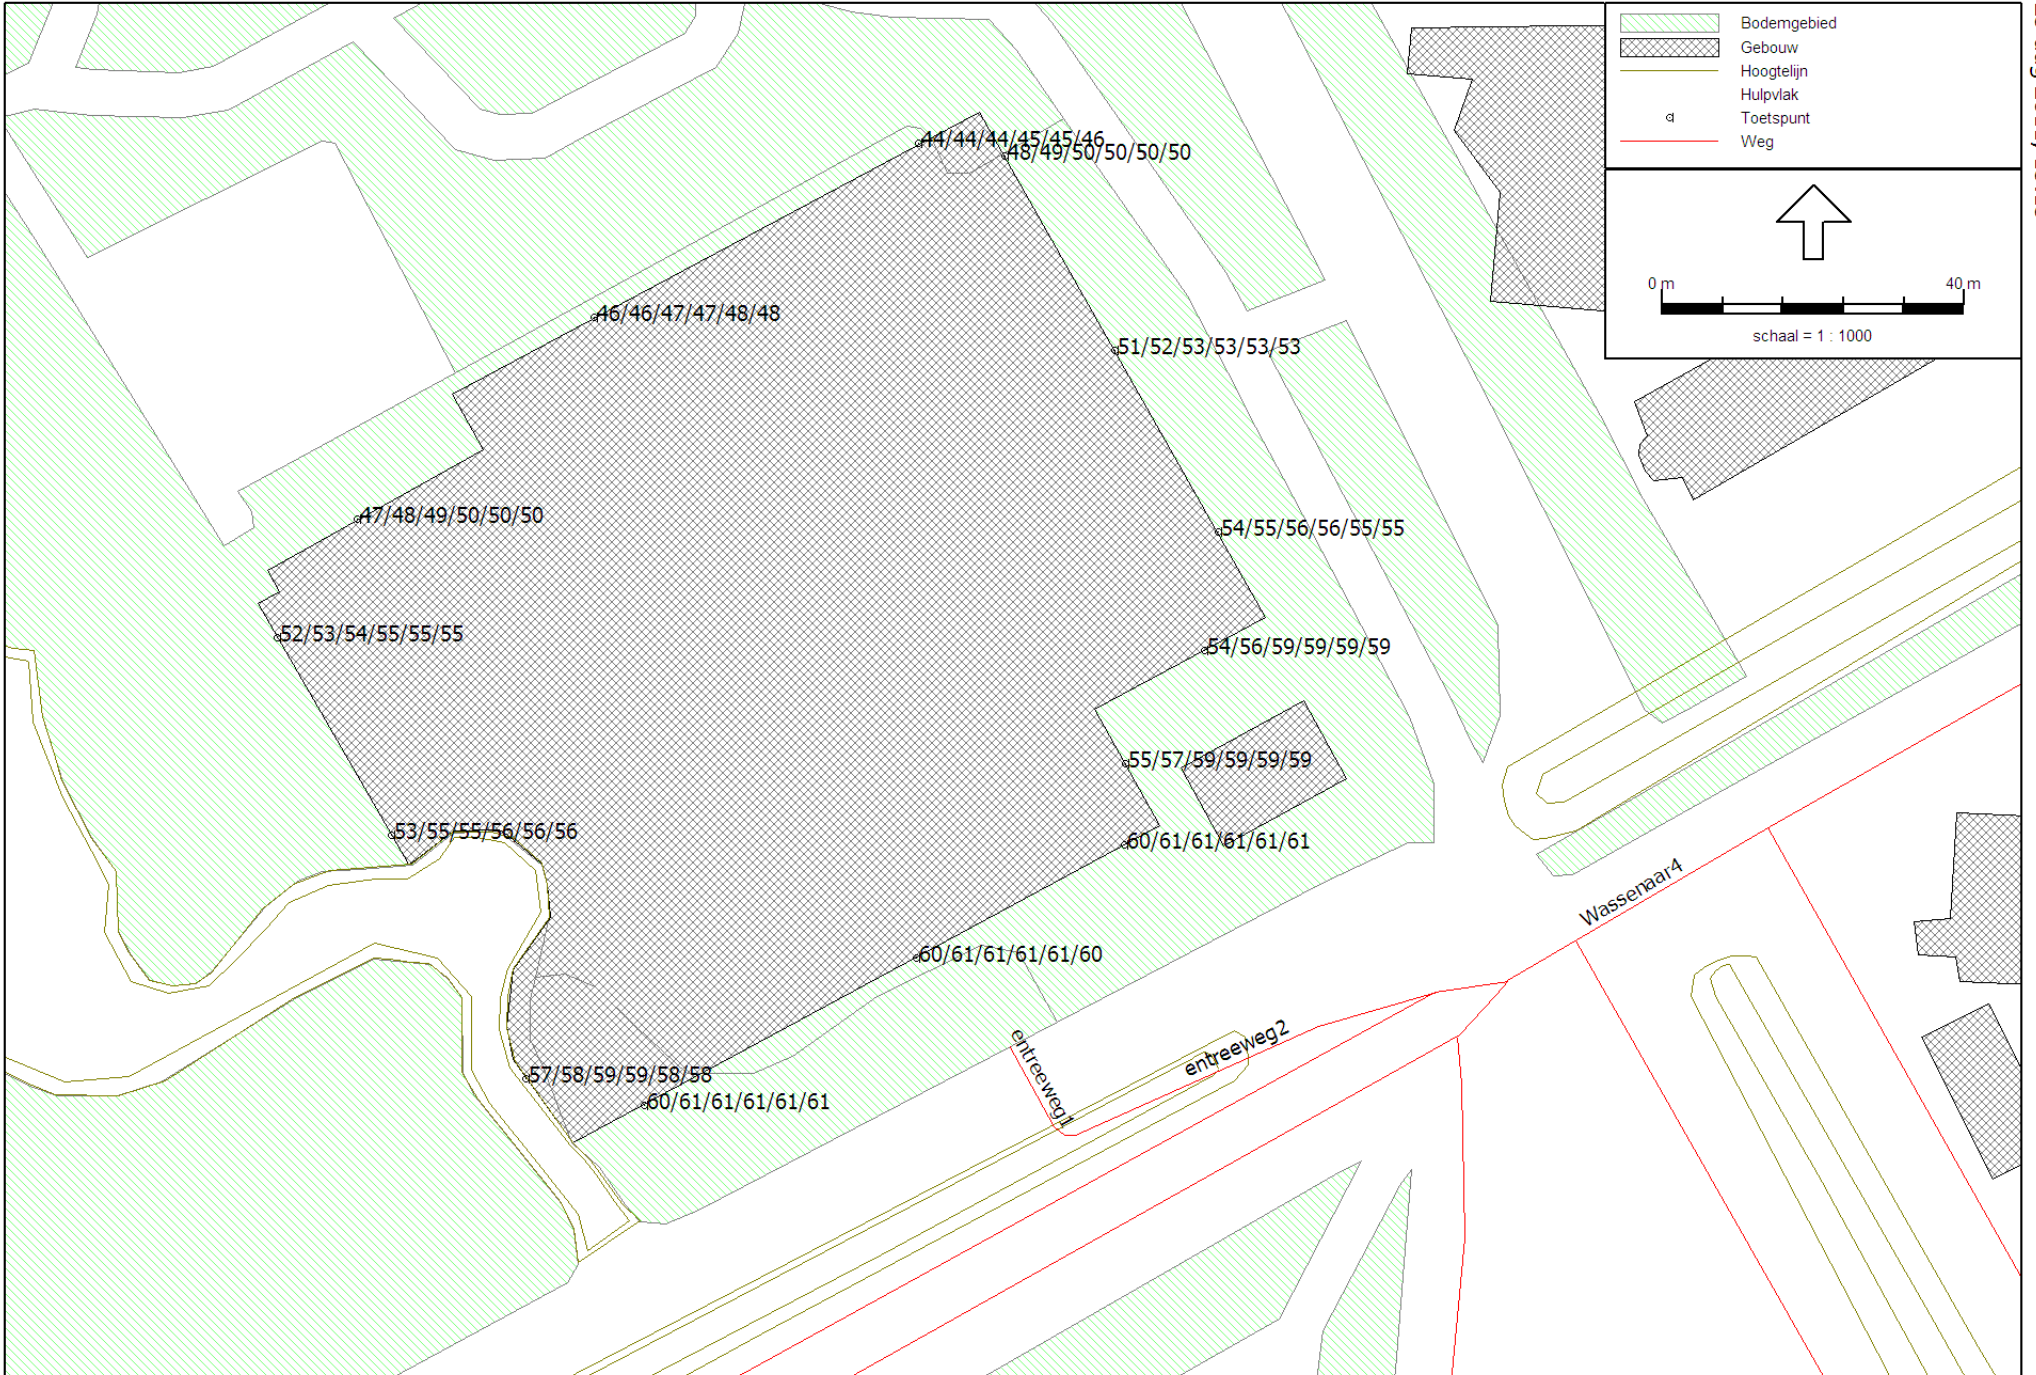 Bodemgebied
Gebouw
Hoogtelijn
Hulpvlak
Toetspunt
Weg
0 m 40 m
schaal = 1 : 1000
44/44/44/45/45/46
48/49/50/50/50/50
46/46/47/47/48/48
51/52/53/53/53/53
47/48/49/50/50/50
54/55/56/56/55/55
52/53/54/55/55/55
54/56/59/59/59/59
55/57/59/59/59/59
53/55/55/56/56/56
60/61/61/61/61/61
Wassenaar4
60/61/61/61/61/60
entreeweg1
entreeweg2
57/58/59/59/58/58
60/61/61/61/61/61